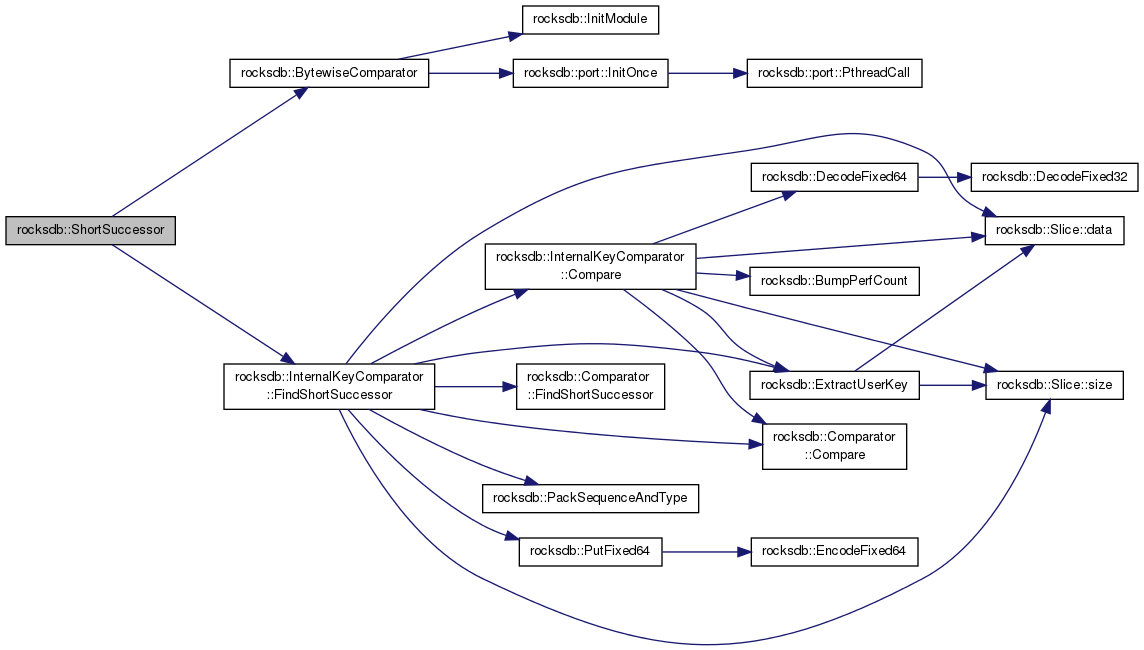 rocksdb::InitModule
rocksdb::BytewiseComparator
rocksdb::port::InitOnce
rocksdb::port::PthreadCall
rocksdb::DecodeFixed64
rocksdb::DecodeFixed32
rocksdb::ShortSuccessor
rocksdb::Slice::data
rocksdb::InternalKeyComparator
::Compare
rocksdb::BumpPerfCount
rocksdb::InternalKeyComparator
::FindShortSuccessor
rocksdb::Comparator
::FindShortSuccessor
rocksdb::ExtractUserKey
rocksdb::Slice::size
rocksdb::Comparator
::Compare
rocksdb::PackSequenceAndType
rocksdb::PutFixed64
rocksdb::EncodeFixed64